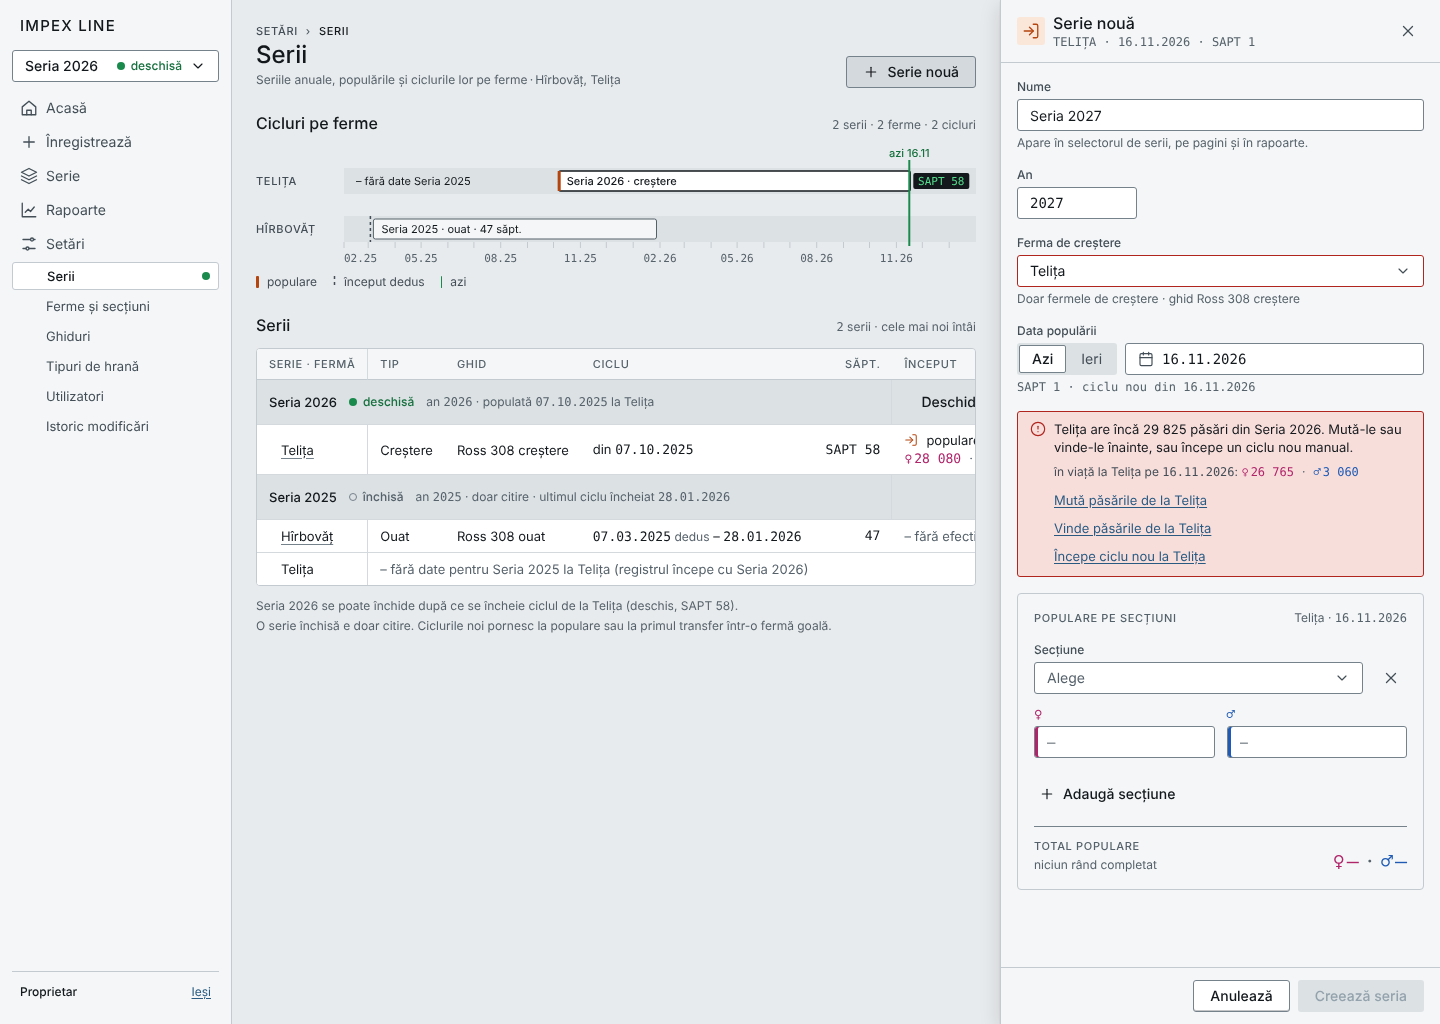 IMPEX LINE
Seria 2026 deschisă
Acasă
Înregistrează
Serie
Rapoarte
Setări
Serii
Ferme și secțiuni
Ghiduri
Tipuri de hrană
Utilizatori
Istoric modificări
Proprietar Ieși
SETĂRI › SERII
Serii
Seriile anuale, populările și ciclurile lor pe ferme · Hîrbovăț, Telița
+ Serie nouă
Cicluri pe ferme 2 serii · 2 ferme · 2 cicluri
azi 16.11
TELIȚA – fără date Seria 2025 Seria 2026 · creștere SAPT 58
HÎRBOVĂȚ Seria 2025 · ouat · 47 săpt.
02.25 05.25 08.25 11.25 02.26 05.26 08.26 11.26
populare început dedus azi
Serii 2 serii · cele mai noi întâi
SERIE · FERMĂ TIP GHID CICLU SĂPT. ÎNCEPUT
Seria 2026 deschisă an 2026 · populată 07.10.2025 la Telița Deschid
Telița Creștere Ross 308 creștere din 07.10.2025 SAPT 58 populare
♀28 080 ·
Seria 2025 închisă an 2025 · doar citire · ultimul ciclu încheiat 28.01.2026
Hîrbovăț Ouat Ross 308 ouat 07.03.2025 dedus – 28.01.2026 47 – fără efecti
Telița – fără date pentru Seria 2025 la Telița (registrul începe cu Seria 2026)
Seria 2026 se poate închide după ce se încheie ciclul de la Telița (deschis, SAPT 58).
O serie închisă e doar citire. Ciclurile noi pornesc la populare sau la primul transfer într-o fermă goală.
Serie nouă
TELIȚA · 16.11.2026 · SAPT 1
Nume
Seria 2027
Apare în selectorul de serii, pe pagini și în rapoarte.
An
2027
Ferma de creștere
Telița
Doar fermele de creștere · ghid Ross 308 creștere
Data populării
Azi Ieri 16.11.2026
SAPT 1 · ciclu nou din 16.11.2026
Telița are încă 29 825 păsări din Seria 2026. Mută-le sau
vinde-le înainte, sau începe un ciclu nou manual.
în viață la Telița pe 16.11.2026: ♀26 765 · ♂3 060
Mută păsările de la Telița
Vinde păsările de la Telița
Începe ciclu nou la Telița
POPULARE PE SECȚIUNI Telița · 16.11.2026
Secțiune
Alege
♀ ♂
– –
+ Adaugă secțiune
TOTAL POPULARE
niciun rând completat ♀– · ♂–
Anulează Creează seria